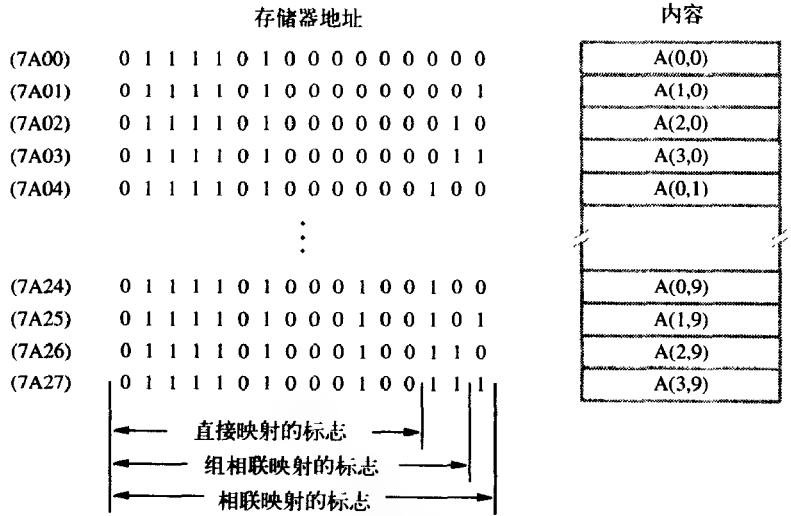 存储器地址 内容
(7A00) 0 1 1 1 1 0 1 0 0 0 0 0 0 0 0 0 A(0,0)
(7A01) 0 1 1 1 1 0 1 0 0 0 0 0 0 0 0 1 A(1,0)
(7A02) 0 1 1 1 1 0 1 0 0 0 0 0 0 0 1 0 A(2,0)
(7A03) 0 1 1 1 1 0 1 0 0 0 0 0 0 0 1 1 A(3,0)
(7A04) 0 1 1 1 1 0 1 0 0 0 0 0 0 1 0 0 A(0,1)
(7A24) 0 1 1 1 1 0 1 0 0 0 1 0 0 1 0 0 A(0,9)
(7A25) 0 1 1 1 1 0 1 0 0 0 1 0 0 1 0 1 A(1,9)
(7A26) 0 1 1 1 1 0 1 0 0 0 1 0 0 1 1 0 A(2,9)
(7A27) 0 1 1 1 1 0 1 0 0 0 1 0 0 1 1 1 A(3,9)
直接映射的标志
组相联映射的标志
相联映射的标志